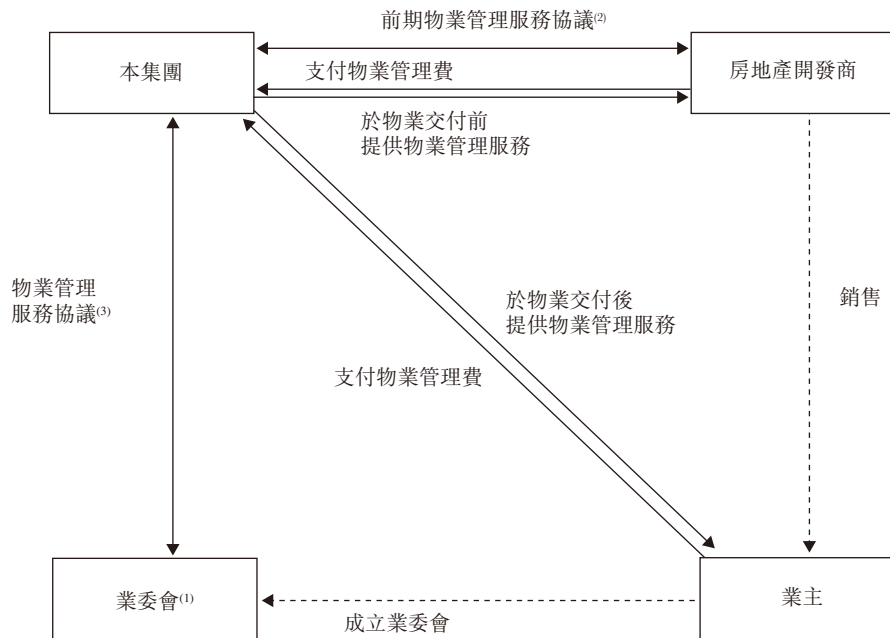 前期物業管理服務協議(2)
本集團
支付物業管理費
房地產開發商
於物業交付前
提供物業管理服務
物業管理
服務協議(3)
於物業交付後
提供物業管理服務
銷售
支付物業管理費
業委會(1)
成立業委會
業主